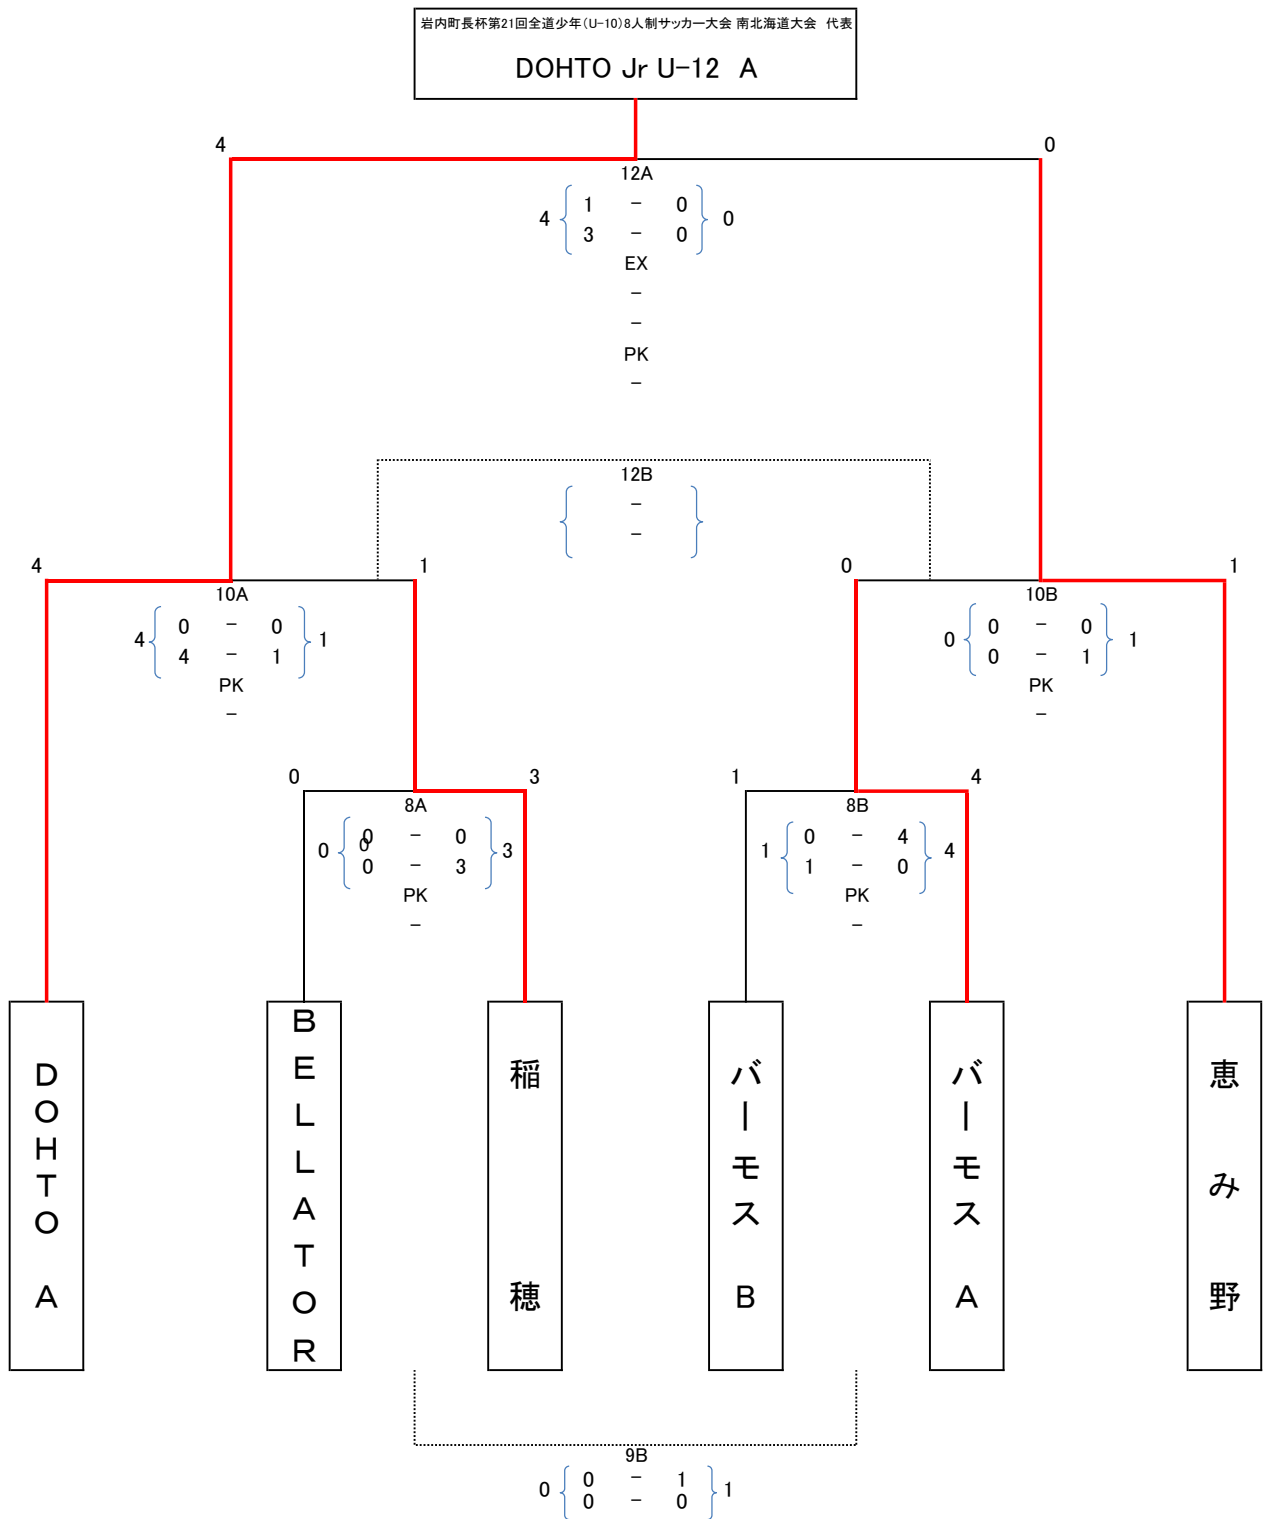 岩内町長杯第21回全道少年（U-10）8人制サッカー大会 南北海道大会　代表
DOHTO Jr U-12　A
4 0
12A
1 - 0
4 0
3 - 0
EX
-
-
PK
-
12B
-
-
4 1 0 1
10A 10B
0 - 0 0 - 0
4 1 0 1
4 - 1 0 - 1
PK PK
- -
0 3 1 4
8A 8B
0 - 0 0 - 4
0 0 3 1 4
0 - 3 1 - 0
PK PK
- -
DOHTO A
BELLATOR
稲穂
バーモス B
バーモス A
恵み野
9B
0 - 1
0 1
0 - 0